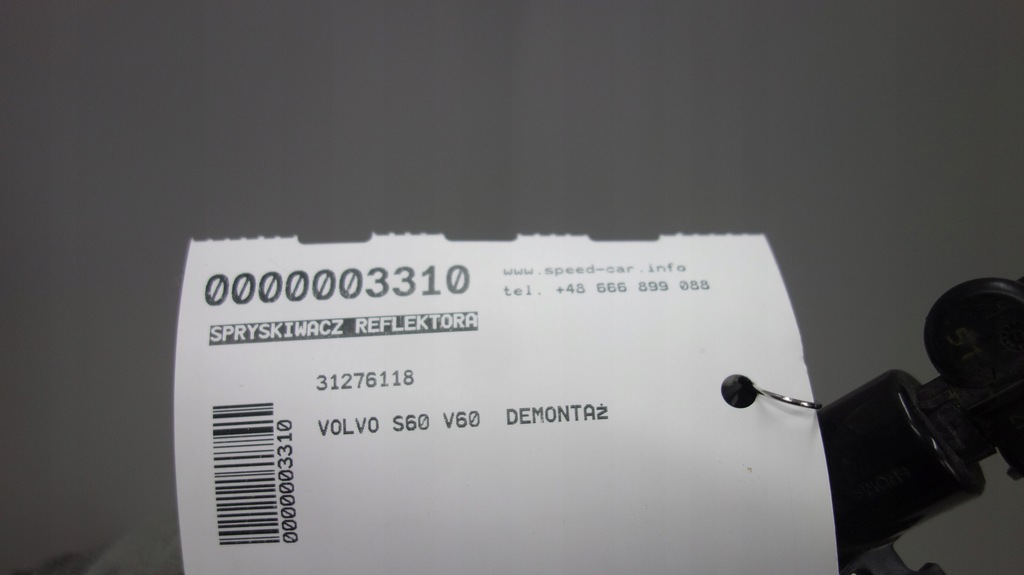 0000003310
www.speed-car.info
tel. +48 666 899 088
SPRYSKIWACZ REFLEKTORA
31276118
VOLVO S60 V60 DEMONTAż
0000003310